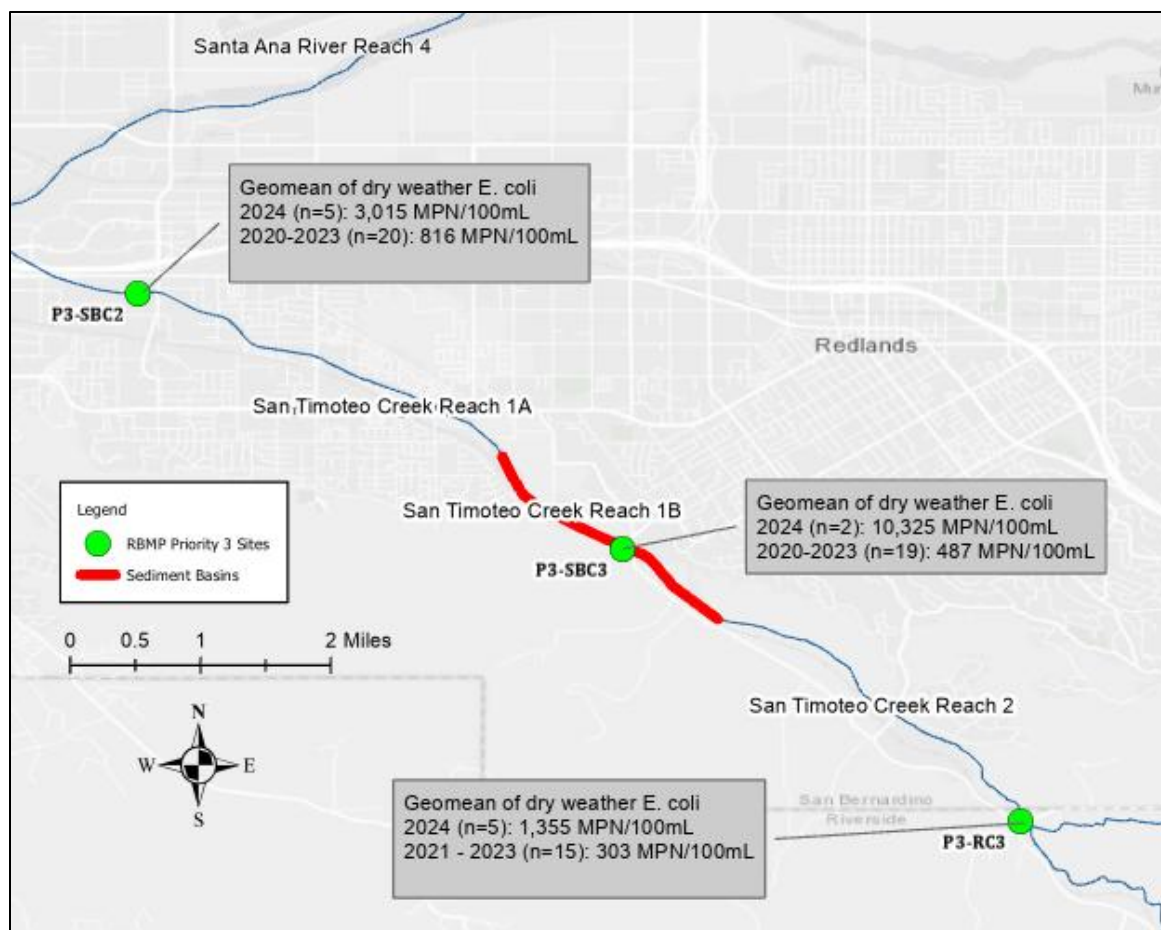 Santa Ana River Reach 4
Mu
Geomean of dry weather E. coli
2024 (n=5): 3,015 MPN/100mL
2020-2023 (n=20): 816 MPN/100mL
P3-SBC2
Redlands
San Timoteo Creek Reach 1A
San Timoteo Creek Reach 1B
Geomean of dry weather E. coli
2024 (n=2): 10,325 MPN/100mL
2020-2023 (n=19): 487 MPN/100mL
P3-SBC3
Legend
RBMP Priority 3 Sites
Sediment Basins
0 0.5 1 2 Miles
San Timoteo Creek Reach 2
N
W E
S
Geomean of dry weather E. coli
2024 (n=5): 1,355 MPN/100mL
2021 - 2023 (n=15): 303 MPN/100mL
San Bernardino
Riverside
P3-RC3